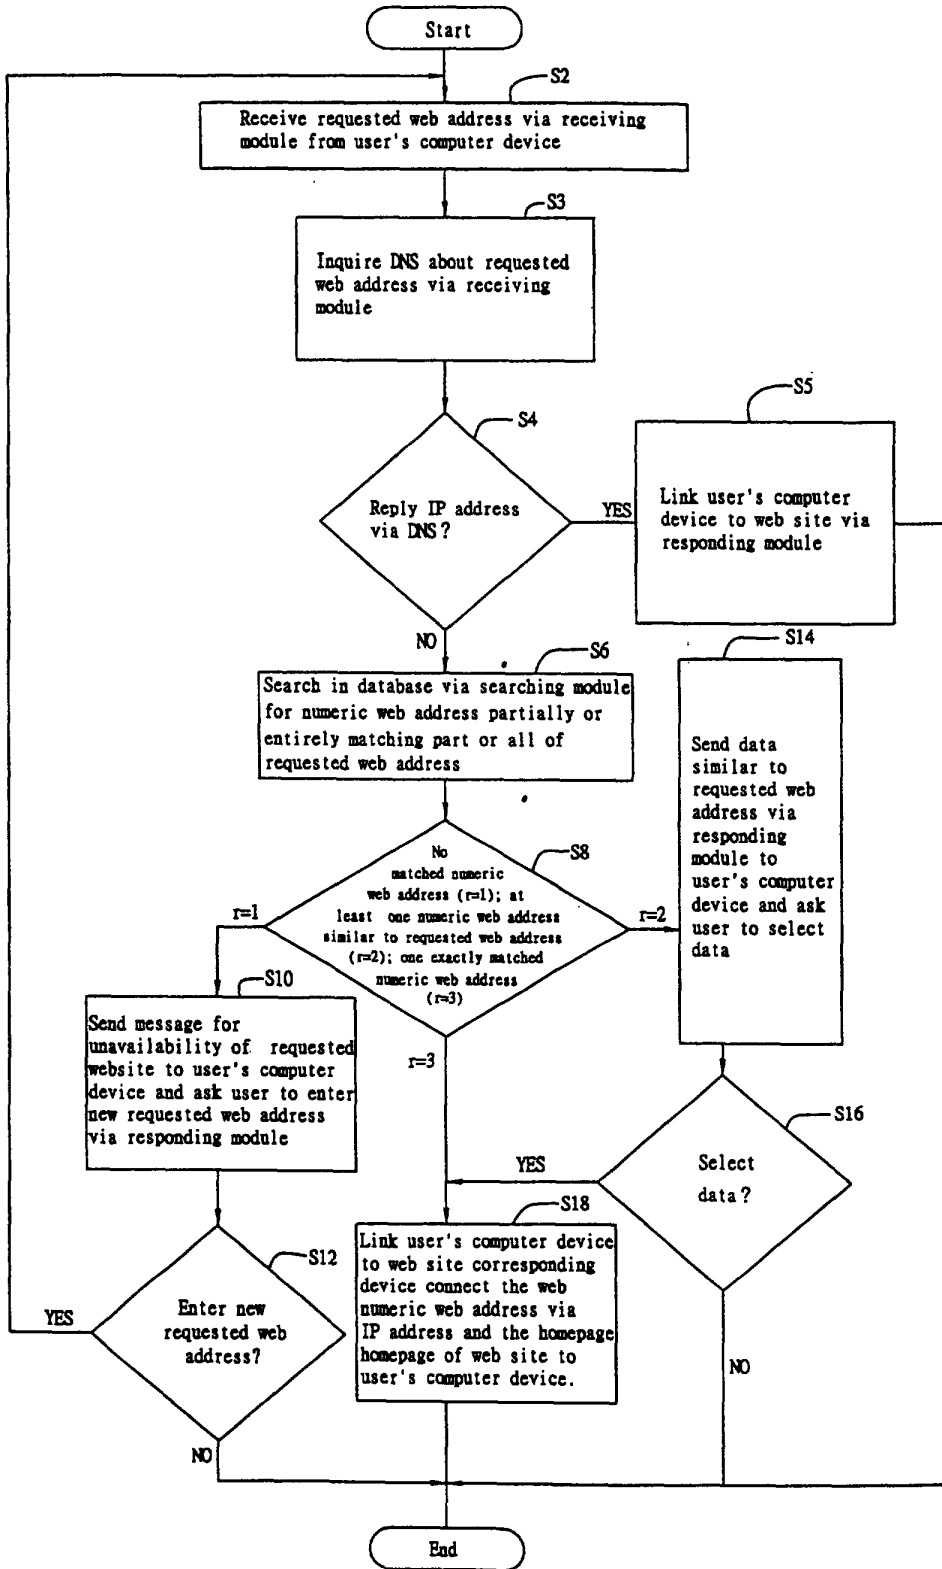 Start
S2
Receive requested web address via receiving
module from user's computer device
S3
Inquire DNS about requested
web address via receiving
module
S4
Reply IP address
via DNS?
YES
S5
Link user's computer
device to web site via
responding module
NO
S6
Search in database via searching module
for numeric web address partially or
entirely matching part or all of
requested web address
S14
Send data
similar to
requested web
address via
responding
module to
user's computer
device and ask
user to select
data
S8
No
matched numeric
web address (r=1); at
least one numeric web address
similar to requested web address
(r=2); one exactly matched
numeric web address
(r=3)
r=1
r=2
r=3
S10
Send message for
unavailability of requested
website to user's computer
device and ask user to enter
new requested web address
via responding module
S16
Select
data?
YES
NO
S18
Link user's computer device
to web site corresponding
device connect the web
numeric web address via
IP address and the homepage
homepage of web site to
user's computer device.
S12
Enter new
requested web
address?
YES
NO
End